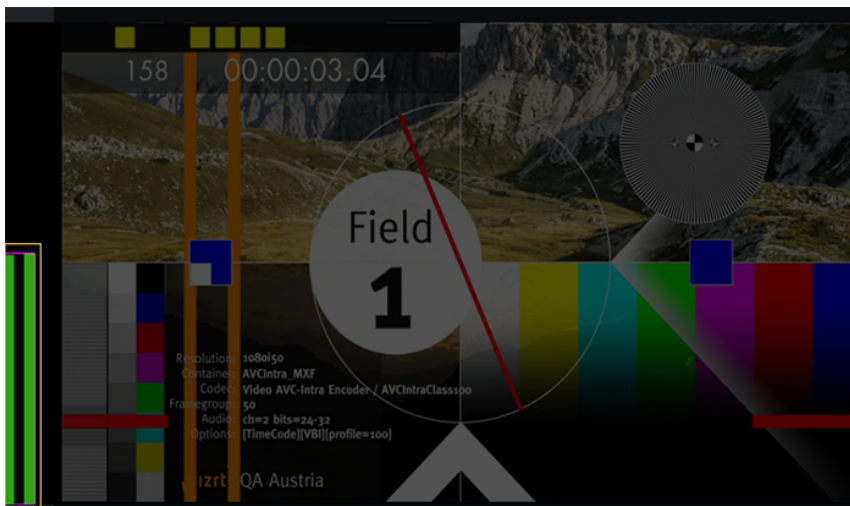 158 00:00:03.04
Field
1
Resolution: 1080i50
Container: AVCIntra_MXF
Codec: Video AVC-Intra Encoder / AVCIntraClass100
Framegroup: 50
Audio: ch=2 bits=24-32
Options: [TimeCode][VBI][profile=100]
vizrt QA Austria